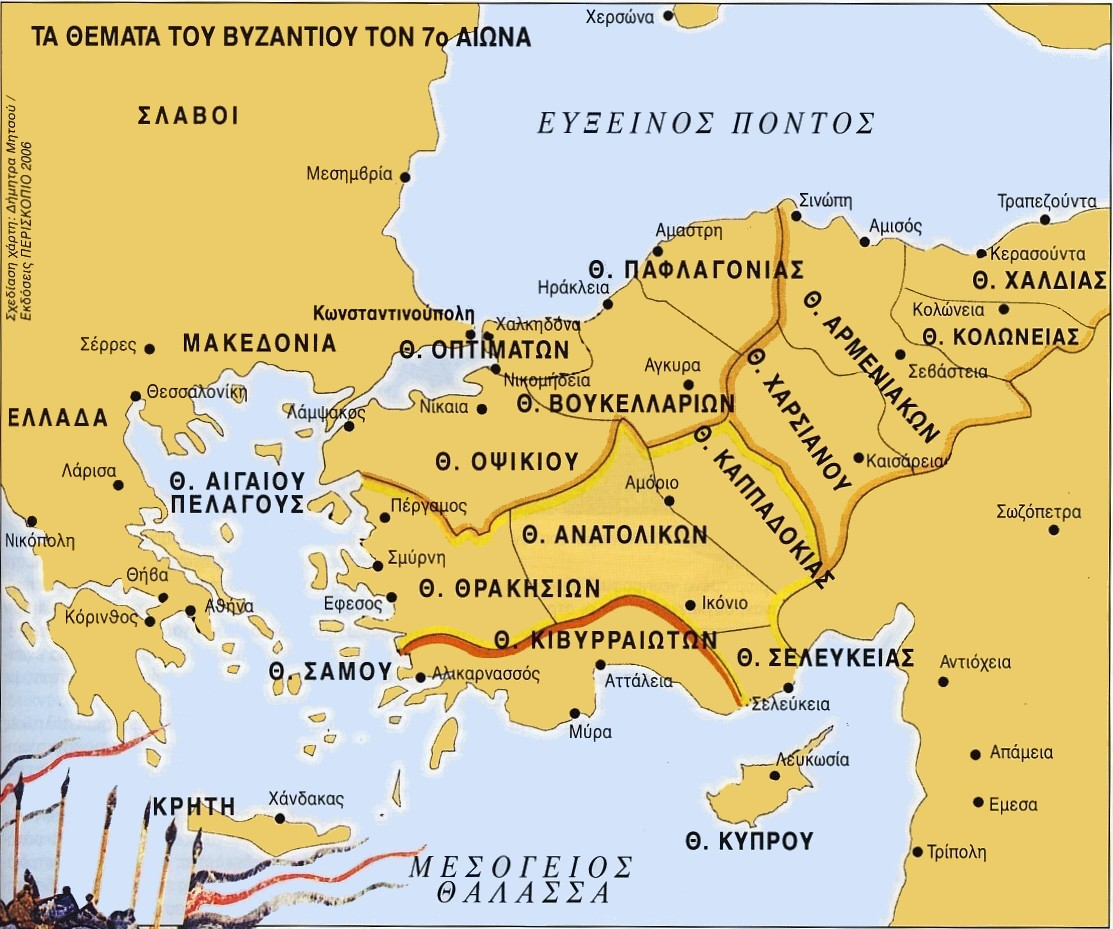 Χερσώνα
ΤΑ ΘΕΜΑΤΑ ΤΟΥ ΒΥΖΑΝΤΙΟΥ ΤΟΝ 7ο ΑΙΩΝΑ
Σχεδίαση χάρτη: Δήμητρα Μητσού /
Εκδόσεις ΠΕΡΙΣΚΟΠΙΟ 2006
ΣΛΑΒΟΙ
ΕΥΞΕΙΝΟΣ ΠΟΝΤΟΣ
Μεσημβρία
Σινώπη
Τραπεζούντα
Αμαστρη
Αμισός
Κερασούντα
Θ. ΠΑΦΛΑΓΟΝΙΑΣ
Θ. ΧΑΛΔΙΑΣ
Ηράκλεια
Θ. ΑΡΜΕΝΙΑΚΩΝ
Κολώνεια
Κωνσταντινούπολη
Χαλκηδόνα
Θ. ΚΟΛΩΝΕΙΑΣ
Σέρρες
ΜΑΚΕΔΟΝΙΑ
Θ. ΟΠΤΙΜΑΤΩΝ
Αγκυρα
Θ. ΧΑΡΣΙΑΝΟΥ
Σεβάστεια
Νικομήδεια
Θεσσαλονίκη
Λάμψακος
Νίκαια
Θ. ΒΟΥΚΕΛΛΑΡΙΩΝ
ΕΛΛΑΔΑ
Θ. ΚΑΠΠΑΔΟΚΙΑΣ
Λάρισα
Θ. ΟΨΙΚΙΟΥ
Καισάρεια
Θ. ΑΙΓΑΙΟΥ
ΠΕΛΑΓΟΥΣ
Αμόριο
Πέργαμος
Σωζόπετρα
Νικόπολη
Θ. ΑΝΑΤΟΛΙΚΩΝ
Σμύρνη
Θήβα
Θ. ΘΡΑΚΗΣΙΩΝ
Εφεσος
Ικόνιο
Αθήνα
Κόρινθος
Θ. ΚΙΒΥΡΡΑΙΩΤΩΝ
Θ. ΣΕΛΕΥΚΕΙΑΣ
Αντιόχεια
Θ. ΣΑΜΟΥ
Αλικαρνασσός
Αττάλεια
Σελεύκεια
Μύρα
Απάμεια
Λευκωσία
ΚΡΗΤΗ
Χάνδακας
Εμεσα
Θ. ΚΥΠΡΟΥ
Τρίπολη
ΜΕΣΟΓΕΙΟΣ
ΘΑΛΑΣΣΑ